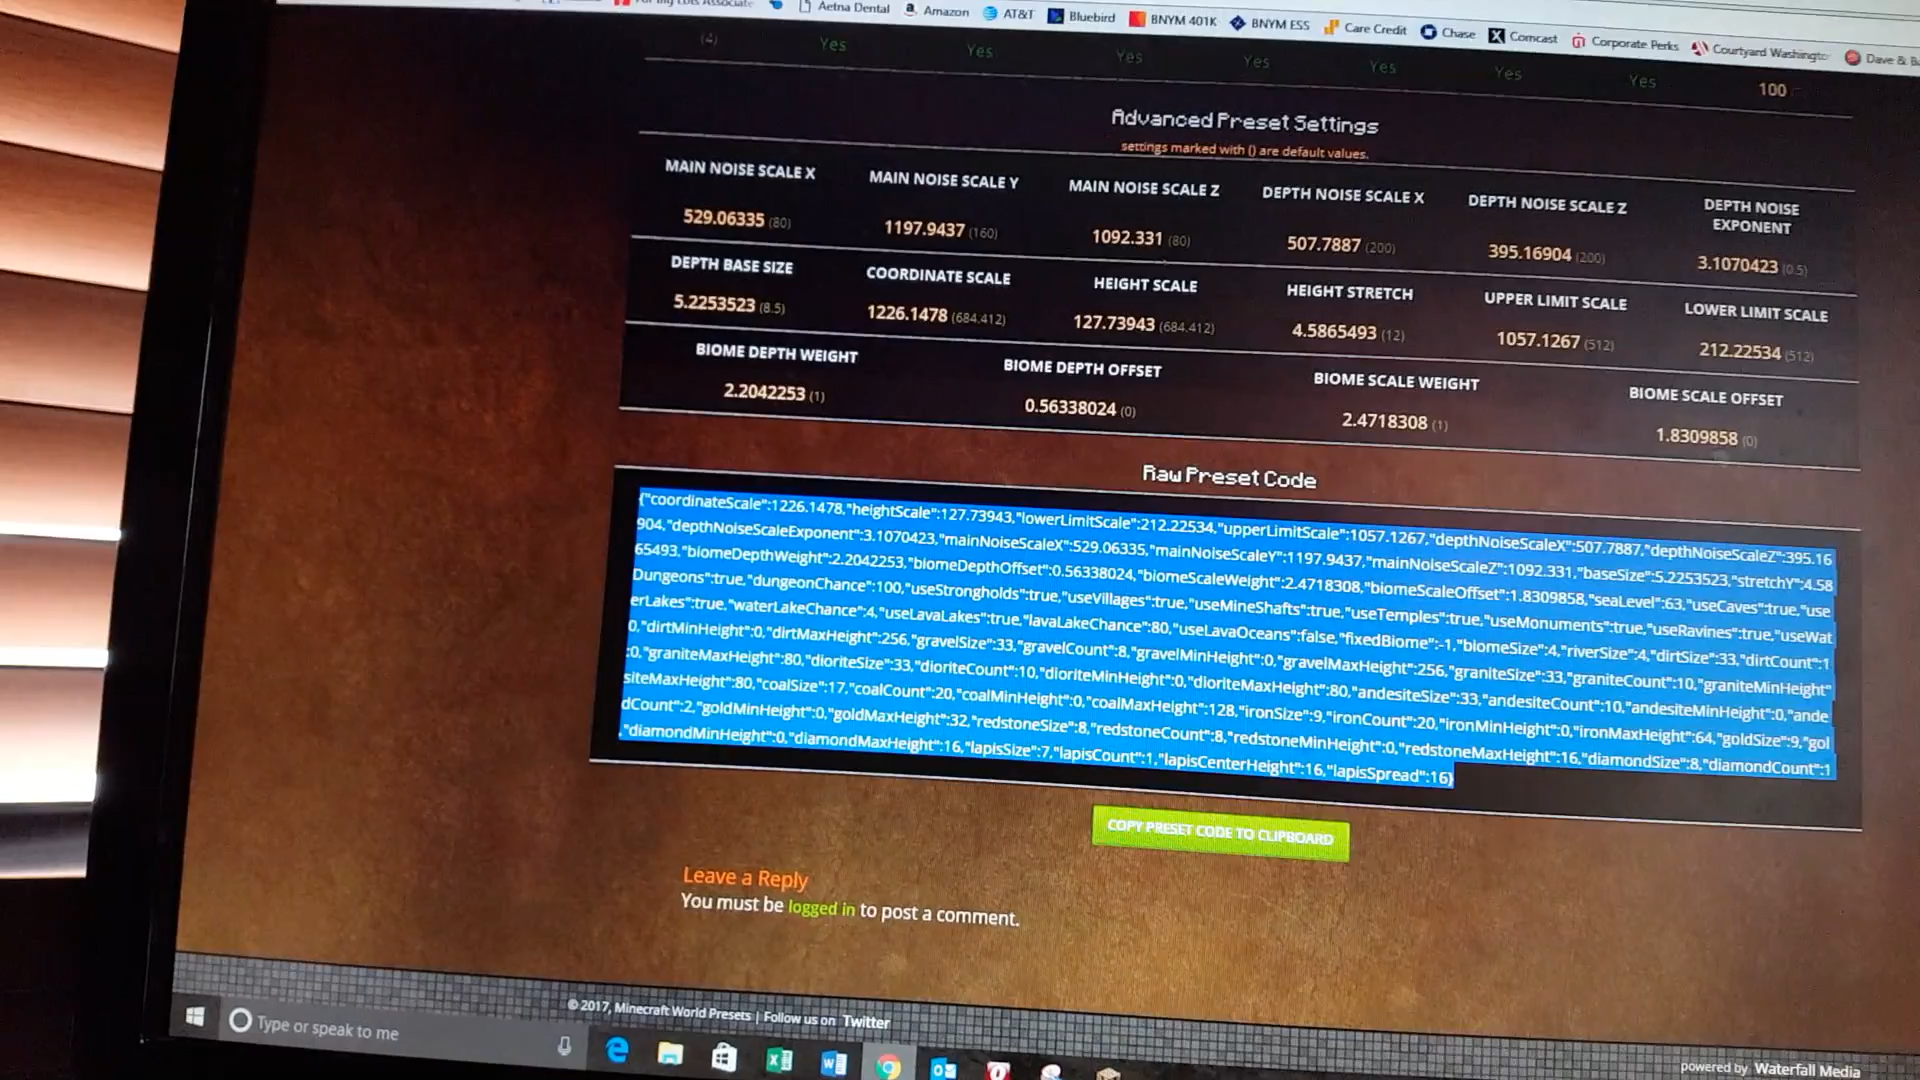 For Big Lots Associate Aetna Dental Amazon AT&T Bluebird BNYM 401K BNYM ESS Care Credit Chase Comcast Corporate Perks Courtyard Washingto Dave & B
(4) Yes Yes Yes Yes Yes Yes Yes 100
Advanced Preset Settings
settings marked with () are default values.
MAIN NOISE SCALE X MAIN NOISE SCALE Y MAIN NOISE SCALE Z DEPTH NOISE SCALE X DEPTH NOISE SCALE Z DEPTH NOISE EXPONENT
529.06335 (80) 1197.9437 (160) 1092.331 (80) 507.7887 (200) 395.16904 (200) 3.1070423 (0.5)
DEPTH BASE SIZE COORDINATE SCALE HEIGHT SCALE HEIGHT STRETCH UPPER LIMIT SCALE LOWER LIMIT SCALE
5.2253523 (8.5) 1226.1478 (684.412) 127.73943 (684.412) 4.5865493 (12) 1057.1267 (512) 212.22534 (512)
BIOME DEPTH WEIGHT BIOME DEPTH OFFSET BIOME SCALE WEIGHT BIOME SCALE OFFSET
2.2042253 (1) 0.56338024 (0) 2.4718308 (1) 1.8309858 (0)
Raw Preset Code
{"coordinateScale":1226.1478,"heightScale":127.73943,"lowerLimitScale":212.22534,"upperLimitScale":1057.1267,"depthNoiseScaleX":507.7887,"depthNoiseScaleZ":395.16
904,"depthNoiseScaleExponent":3.1070423,"mainNoiseScaleX":529.06335,"mainNoiseScaleY":1197.9437,"mainNoiseScaleZ":1092.331,"baseSize":5.2253523,"stretchY":4.58
65493,"biomeDepthWeight":2.2042253,"biomeDepthOffset":0.56338024,"biomeScaleWeight":2.4718308,"biomeScaleOffset":1.8309858,"seaLevel":63,"useCaves":true,"use
Dungeons":true,"dungeonChance":100,"useStrongholds":true,"useVillages":true,"useMineShafts":true,"useTemples":true,"useMonuments":true,"useRavines":true,"useWat
erLakes":true,"waterLakeChance":4,"useLavaLakes":true,"lavaLakeChance":80,"useLavaOceans":false,"fixedBiome":-1,"biomeSize":4,"riverSize":4,"dirtSize":33,"dirtCount":1
0,"dirtMinHeight":0,"dirtMaxHeight":256,"gravelSize":33,"gravelCount":8,"gravelMinHeight":0,"gravelMaxHeight":256,"graniteSize":33,"graniteCount":10,"graniteMinHeight"
:0,"graniteMaxHeight":80,"dioriteSize":33,"dioriteCount":10,"dioriteMinHeight":0,"dioriteMaxHeight":80,"andesiteSize":33,"andesiteCount":10,"andesiteMinHeight":0,"ande
siteMaxHeight":80,"coalSize":17,"coalCount":20,"coalMinHeight":0,"coalMaxHeight":128,"ironSize":9,"ironCount":20,"ironMinHeight":0,"ironMaxHeight":64,"goldSize":9,"gol
dCount":2,"goldMinHeight":0,"goldMaxHeight":32,"redstoneSize":8,"redstoneCount":8,"redstoneMinHeight":0,"redstoneMaxHeight":16,"diamondSize":8,"diamondCount":1
,"diamondMinHeight":0,"diamondMaxHeight":16,"lapisSize":7,"lapisCount":1,"lapisCenterHeight":16,"lapisSpread":16}
COPY PRESET CODE TO CLIPBOARD
Leave a Reply
You must be logged in to post a comment.
© 2017, Minecraft World Presets | Follow us on Twitter
powered by Waterfall Media
Type or speak to me